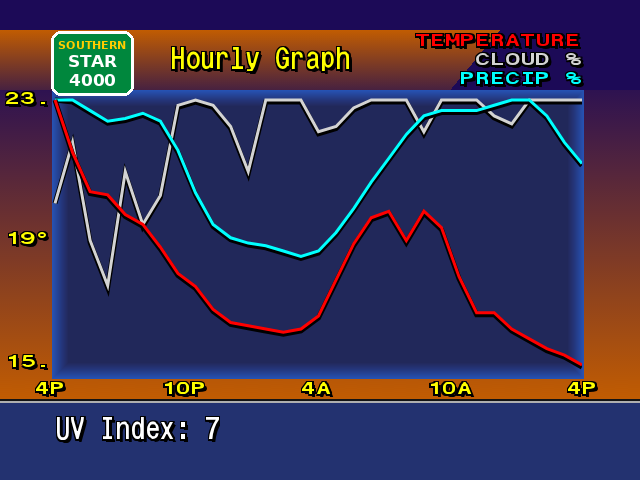 SOUTHERN
STAR
4000
Hourly Graph
TEMPERATURE
CLOUD %
PRECIP %
23.
19°
15.
4P 10P 4A 10A 4P
UV Index: 7